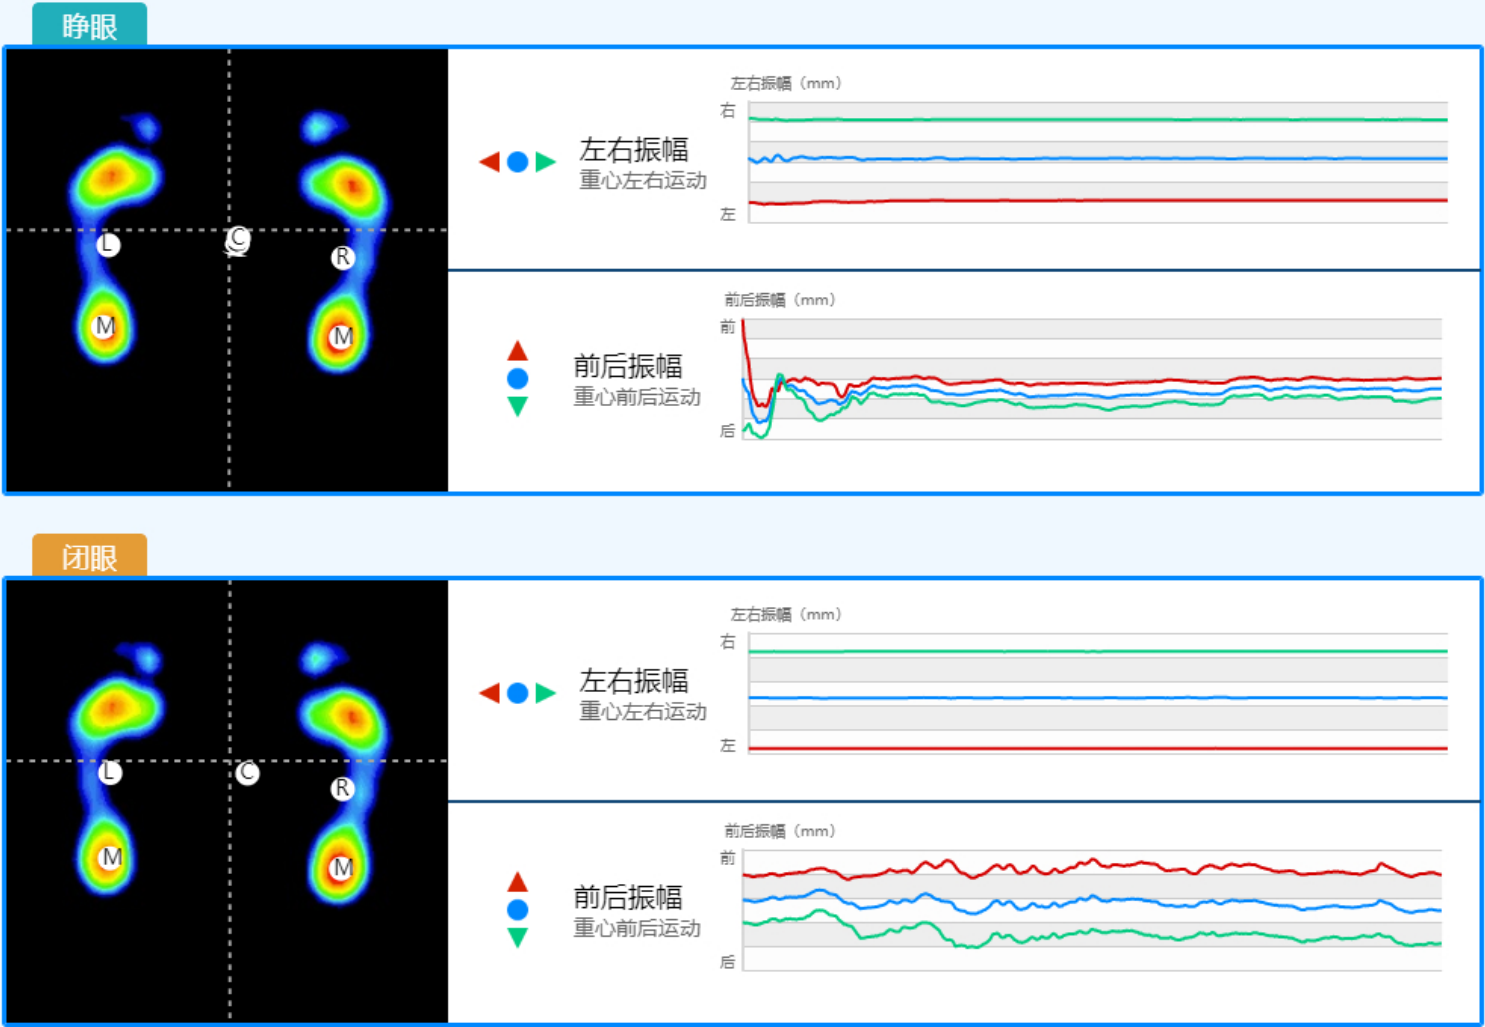 睁眼
左右振幅（mm）
右
左右振幅
重心左右运动
左
L
C
R
M
M
前后振幅（mm）
前
前后振幅
重心前后运动
后
闭眼
左右振幅（mm）
右
左右振幅
重心左右运动
左
L
C
R
M
M
前后振幅（mm）
前
前后振幅
重心前后运动
后